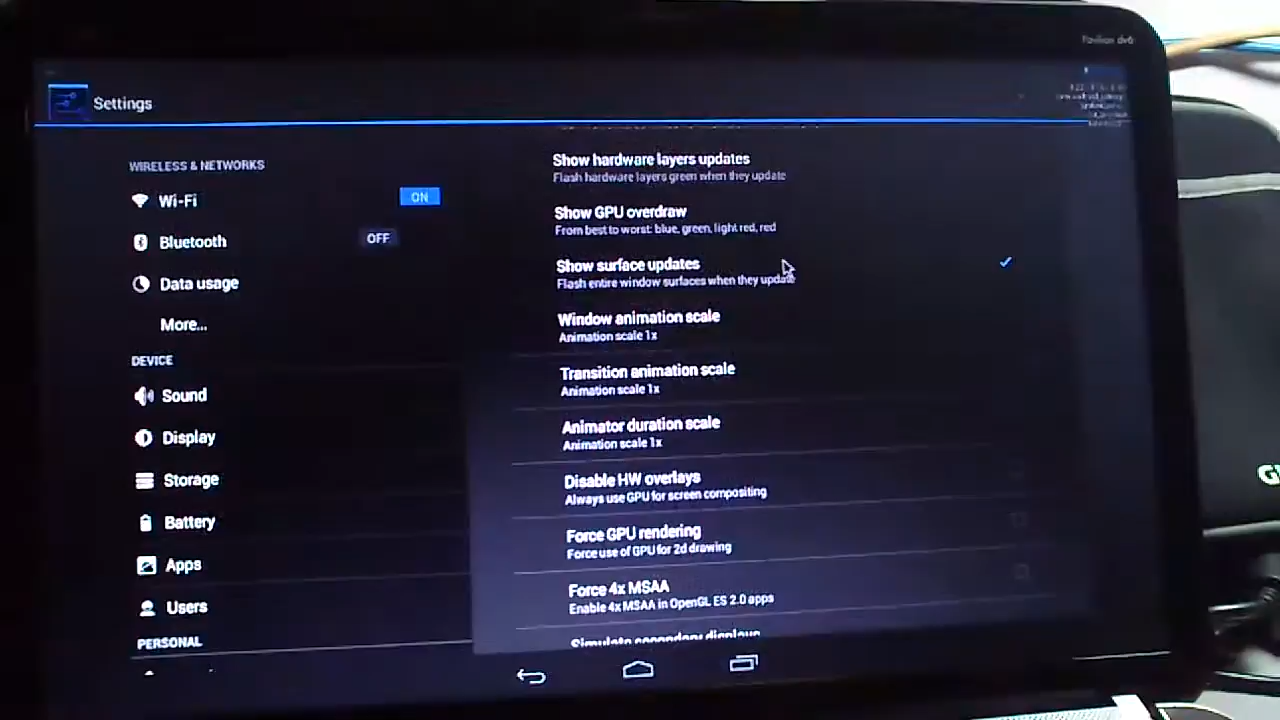 Pavilion dv6
Settings
WIRELESS & NETWORKS
Wi-Fi
ON
Bluetooth
OFF
Data usage
More...
DEVICE
Sound
Display
Storage
Battery
Apps
Users
PERSONAL
Show hardware layers updates
Flash hardware layers green when they update
Show GPU overdraw
From best to worst: blue, green, light red, red
Show surface updates
Flash entire window surfaces when they update
Window animation scale
Animation scale 1x
Transition animation scale
Animation scale 1x
Animator duration scale
Animation scale 1x
Disable HW overlays
Always use GPU for screen compositing
Force GPU rendering
Force use of GPU for 2d drawing
Force 4x MSAA
Enable 4x MSAA in OpenGL ES 2.0 apps
Simulate secondary displays